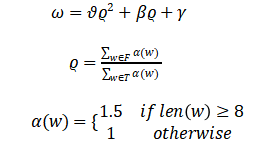 ω = ϑϱ² + βϱ + γ
ϱ = ∑w∈F α(w) / ∑w∈T α(w)
α(w) = { 1.5 if len(w) ≥ 8
1 otherwise